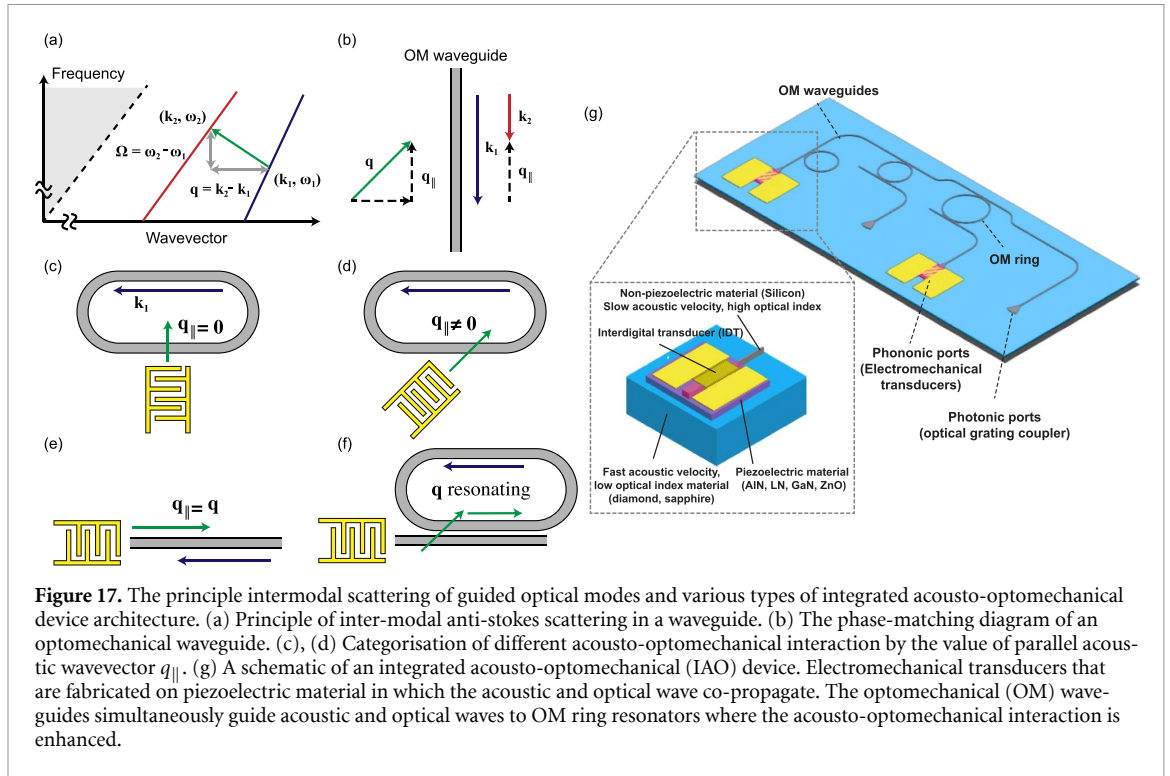 (a)
Frequency
(k₂, ω₂)
Ω = ω₂ - ω₁
(k₁, ω₁)
q = k₂- k₁
Wavevector
(b)
OM waveguide
q
q∥
k₁
k₂
q∥
(c)
k₁
q∥= 0
(d)
q∥≠ 0
(e)
q∥= q
(f)
q resonating
(g)
OM waveguides
OM ring
Phononic ports
(Electromechanical
transducers)
Photonic ports
(optical grating coupler)
Non-piezoelectric material (Silicon)
Slow acoustic velocity, high optical index
Interdigital transducer (IDT)
Fast acoustic velocity,
low optical index material
(diamond, sapphire)
Piezoelectric material
(AlN, LN, GaN, ZnO)
Figure 17. The principle intermodal scattering of guided optical modes and various types of integrated acousto-optomechanical
device architecture. (a) Principle of inter-modal anti-stokes scattering in a waveguide. (b) The phase-matching diagram of an
optomechanical waveguide. (c), (d) Categorisation of different acousto-optomechanical interaction by the value of parallel acous-
tic wavevector q∥. (g) A schematic of an integrated acousto-optomechanical (IAO) device. Electromechanical transducers that
are fabricated on piezoelectric material in which the acoustic and optical wave co-propagate. The optomechanical (OM) wave-
guides simultaneously guide acoustic and optical waves to OM ring resonators where the acousto-optomechanical interaction is
enhanced.